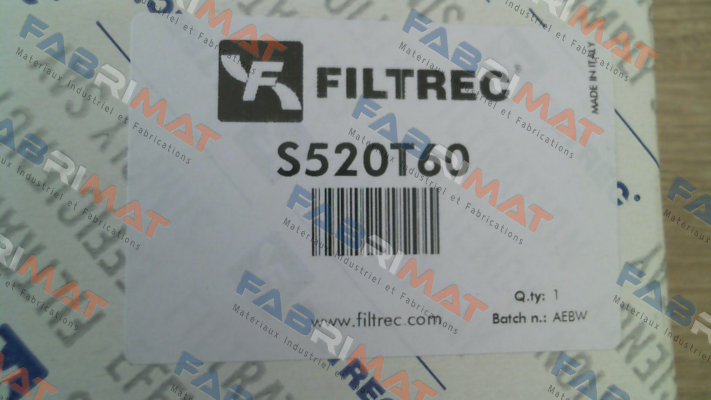 FILTREC
MADE IN ITALY
S520T60
Q.ty: 1
www.filtrec.com
Batch n.: AEBW
FABRIMAT
Materiaux Industriel et Fabrications